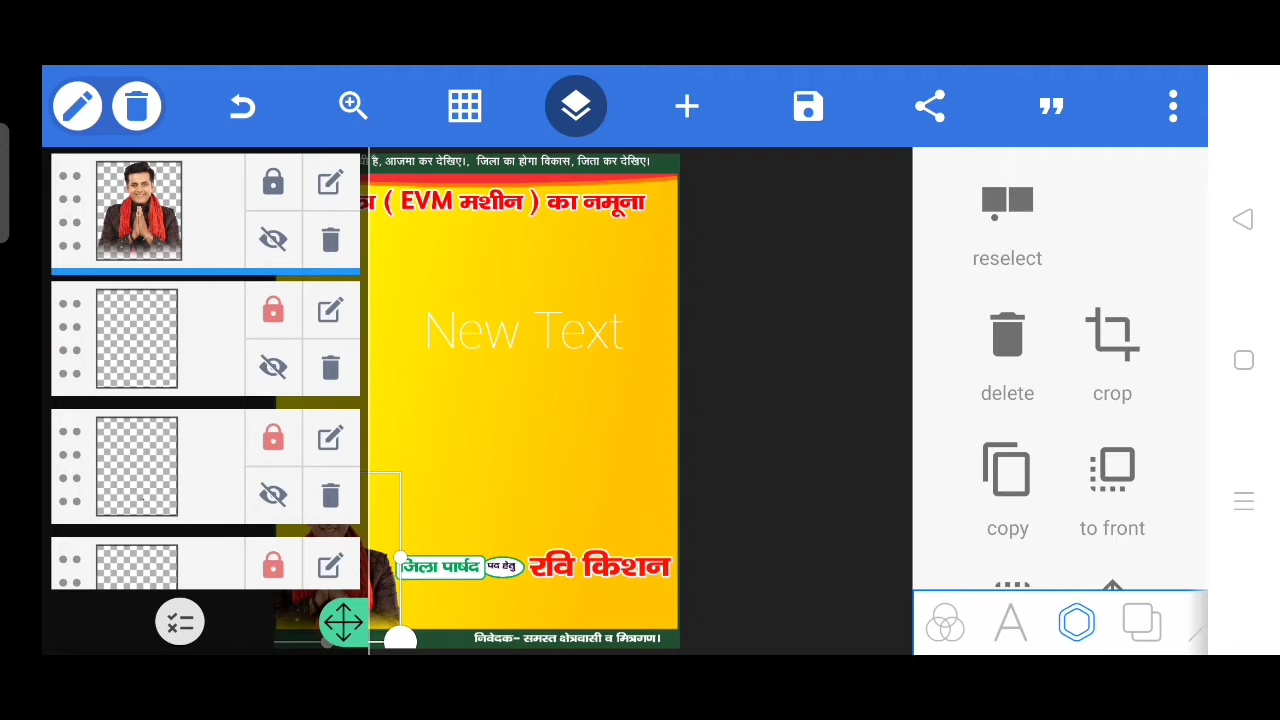 है, आजमा कर देखिए।, जिला का होगा विकास, जिता कर देखिए।
( EVM मशीन ) का नमूना
New Text
जिला पार्षद पद हेतु रवि किशन
निवेदक- समस्त क्षेत्रवासी व मित्रगण।
reselect
delete crop
copy to front